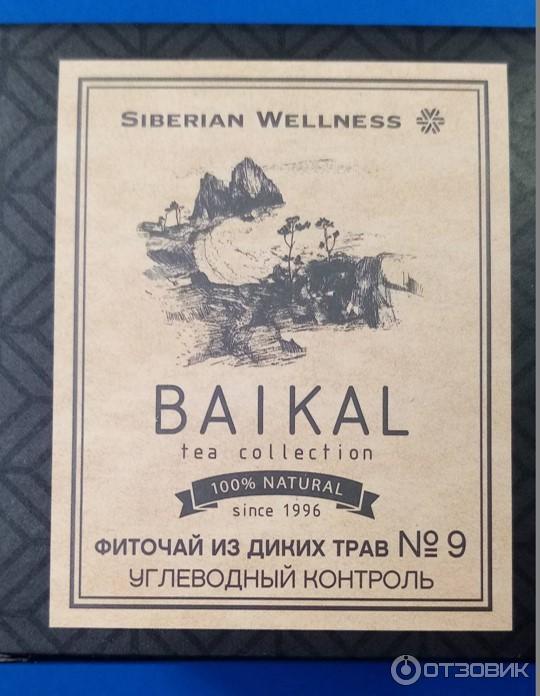 SIBERIAN WELLNESS
BAIKAL
tea collection
100% NATURAL
since 1996
ФИТОЧАЙ ИЗ ДИКИХ ТРАВ № 9
УГЛЕВОДНЫЙ КОНТРОЛЬ
ОТЗОВИК